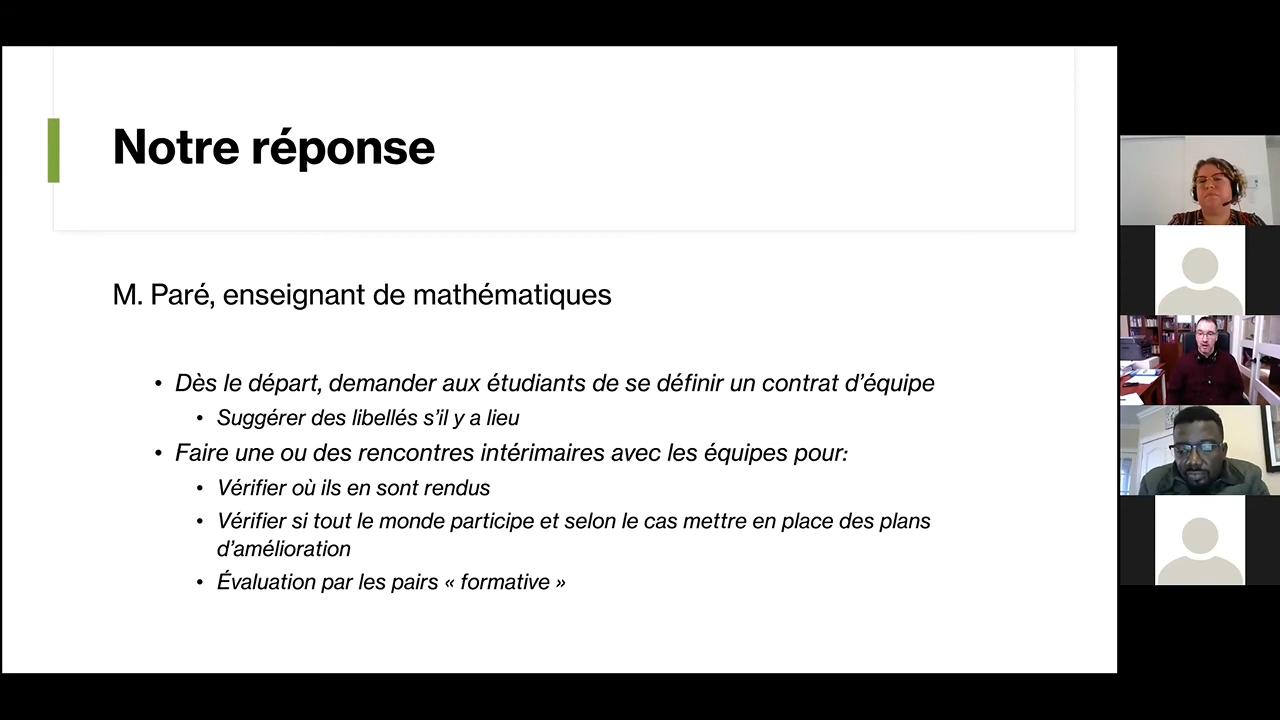 Notre réponse
M. Paré, enseignant de mathématiques
• Dès le départ, demander aux étudiants de se définir un contrat d’équipe
• Suggérer des libellés s’il y a lieu
• Faire une ou des rencontres intérimaires avec les équipes pour:
• Vérifier où ils en sont rendus
• Vérifier si tout le monde participe et selon le cas mettre en place des plans
d’amélioration
• Évaluation par les pairs « formative »